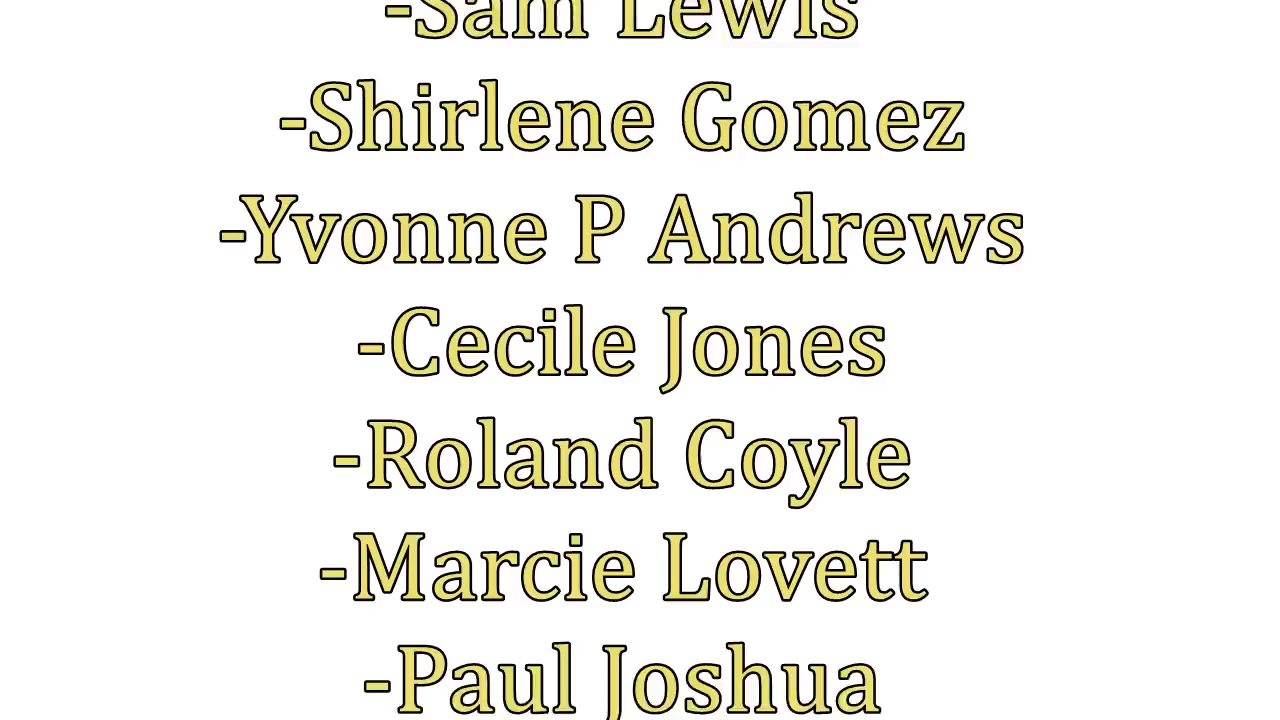 -Sam Lewis
-Shirlene Gomez
-Yvonne P Andrews
-Cecile Jones
-Roland Coyle
-Marcie Lovett
-Paul Joshua